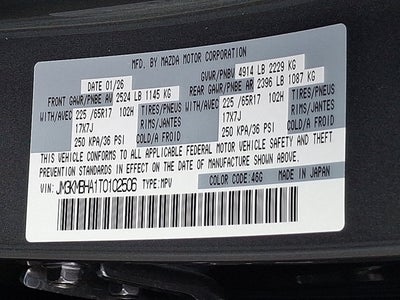 MFD. BY MAZDA MOTOR CORPORATION
DATE 01/26 GVWR/PNBV 4914 LB 2229 KG
FRONT GAWR/PNBE AV 2524 LB 1145 KG REAR GAWR/PNBE AR 2396 LB 1087 KG
WITH/AVEC 225 /65R17 102H TIRES/PNEUS WITH/AVEC 225 /65R17 102H TIRES/PNEUS
17X7J RIMS/JANTES 17X7J RIMS/JANTES
250 KPA/36 PSI COLD/A FROID 250 KPA/36 PSI COLD/A FROID
THIS VEHICLE CONFORMS TO ALL APPLICABLE FEDERAL MOTOR VEHICLE SAFETY AND THEFT
PREVENTION STANDARDS IN EFFECT ON THE DATE OF MANUFACTURE SHOWN ABOVE.
VIN: JM3KMBHA1T0102506 TYPE:MPV COLOR CODE:46G MADE IN JAPAN